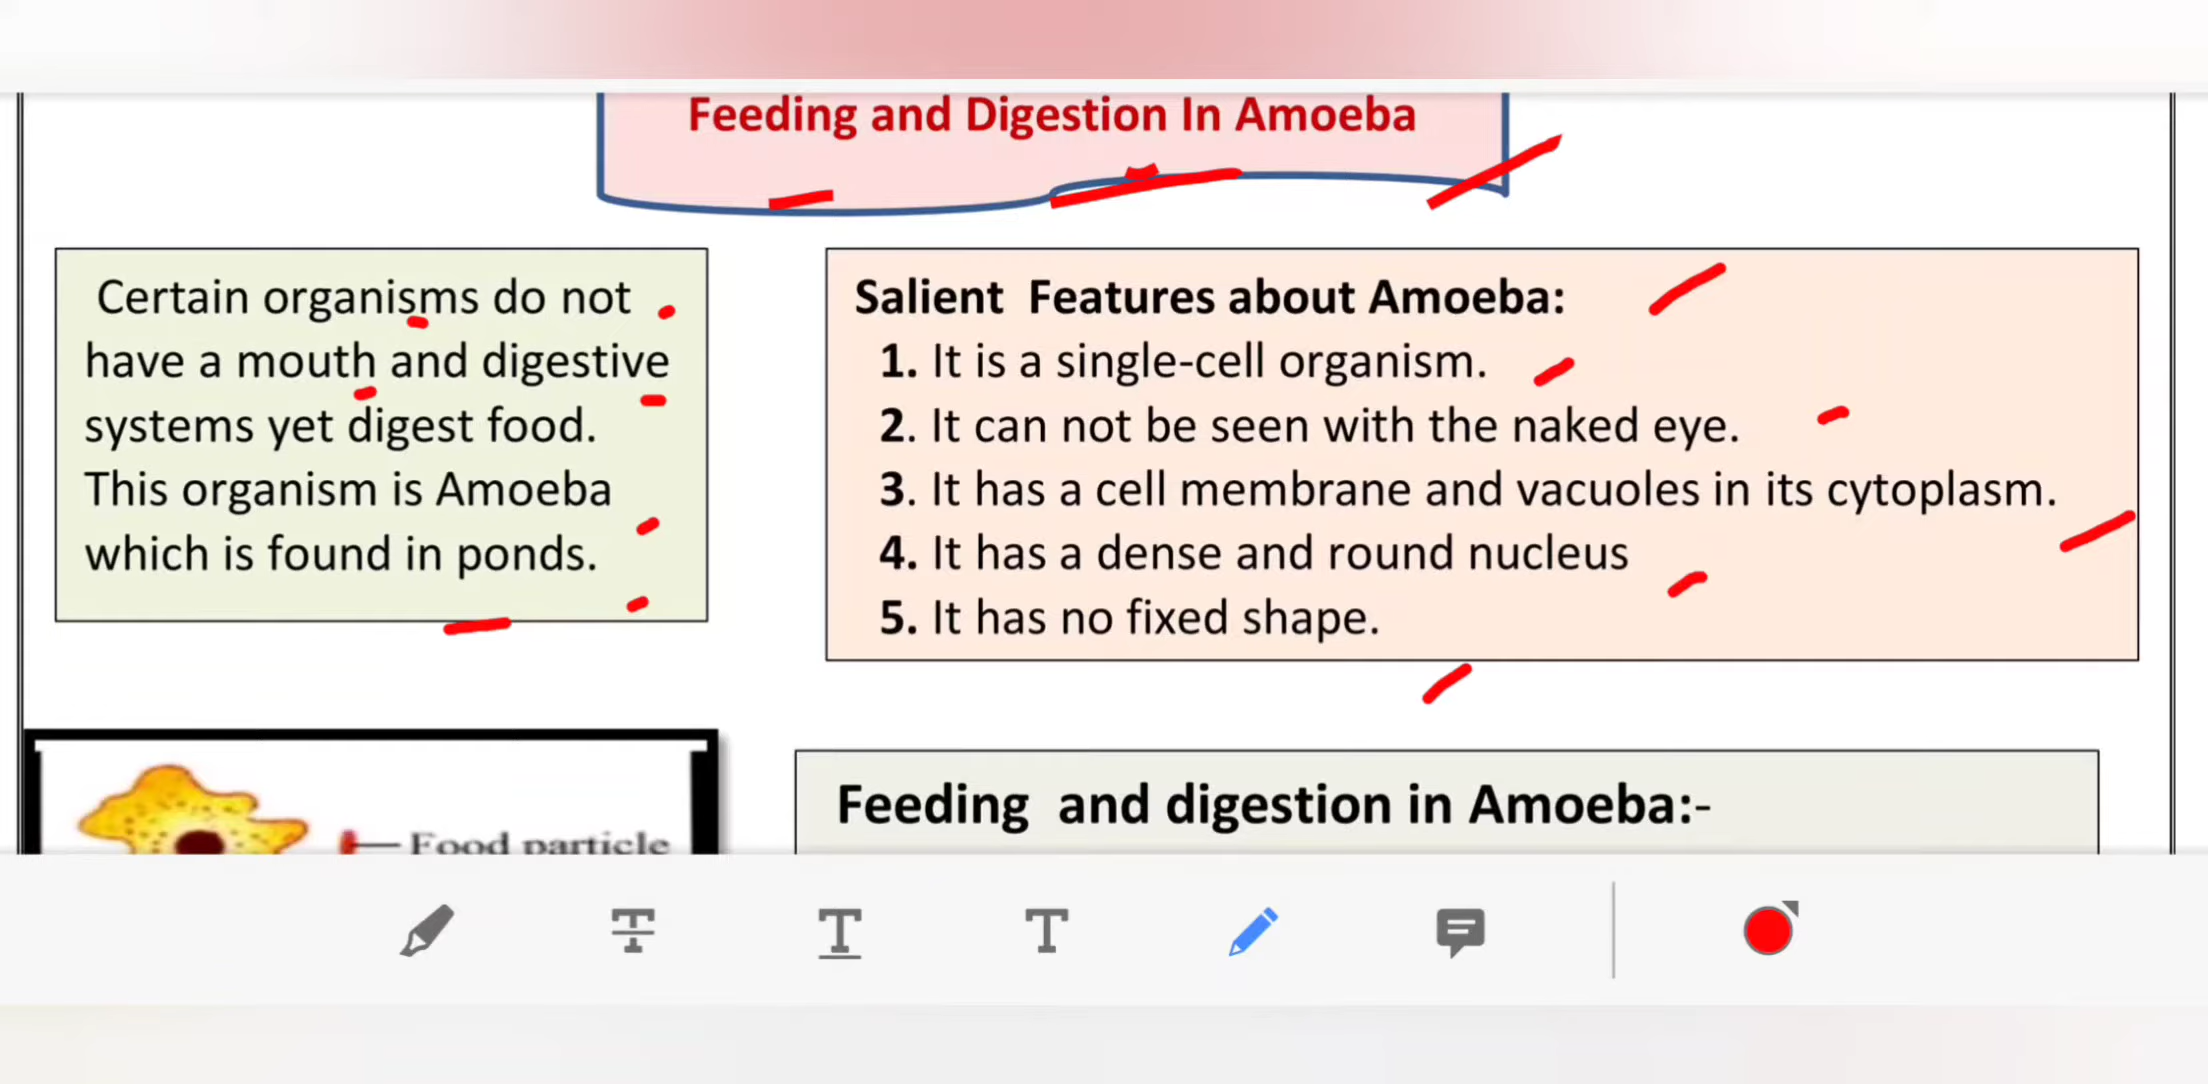 Feeding and Digestion In Amoeba
Certain organisms do not
have a mouth and digestive
systems yet digest food.
This organism is Amoeba
which is found in ponds.
Salient Features about Amoeba:
1. It is a single-cell organism.
2. It can not be seen with the naked eye.
3. It has a cell membrane and vacuoles in its cytoplasm.
4. It has a dense and round nucleus
5. It has no fixed shape.
Food particle
Feeding and digestion in Amoeba:-